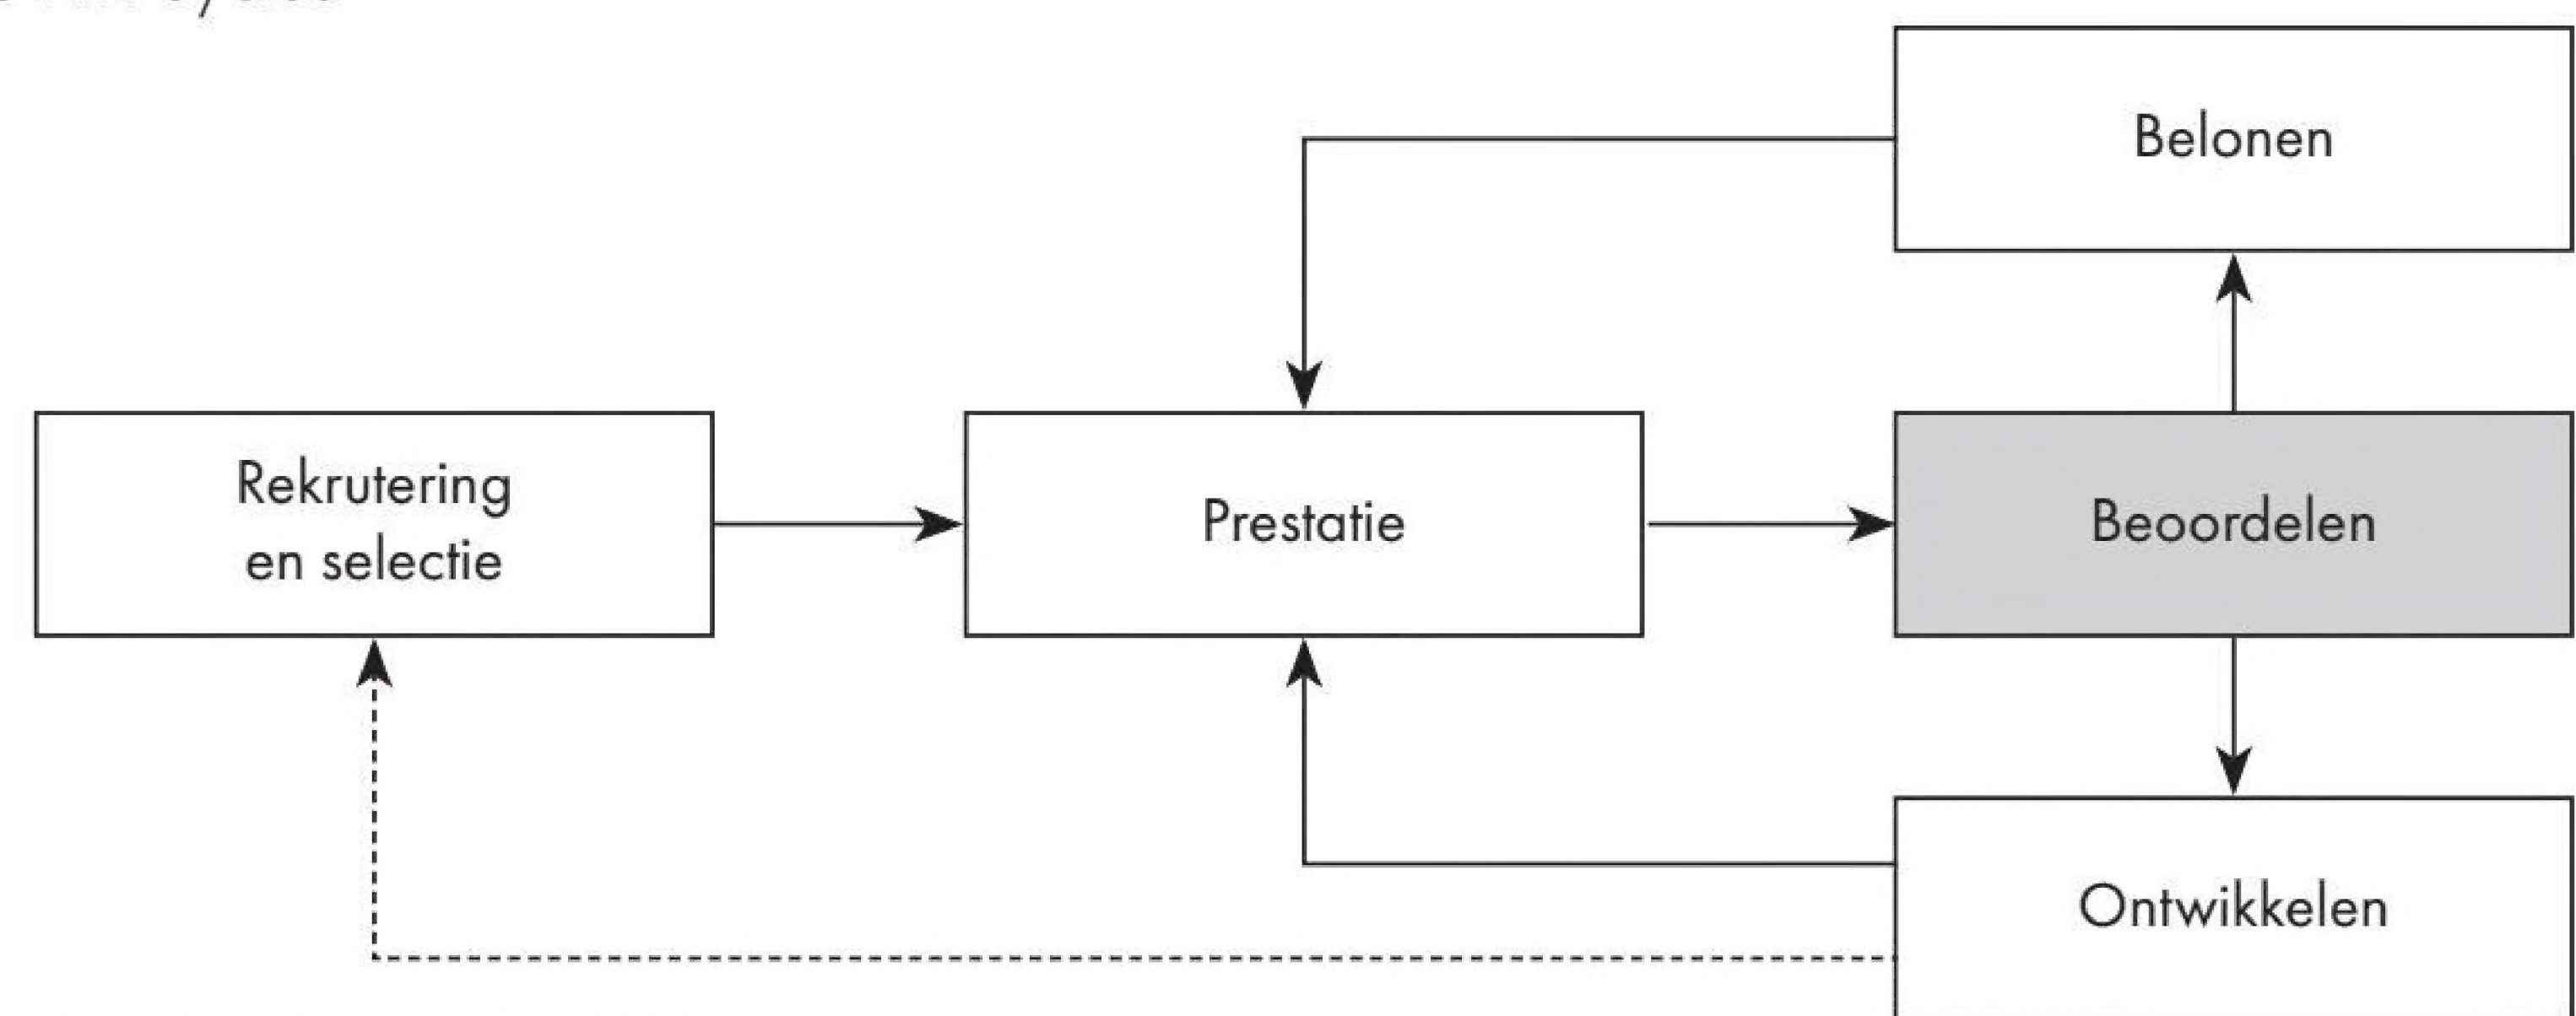 Belonen
Rekrutering
en selectie
Prestatie
Beoordelen
Ontwikkelen